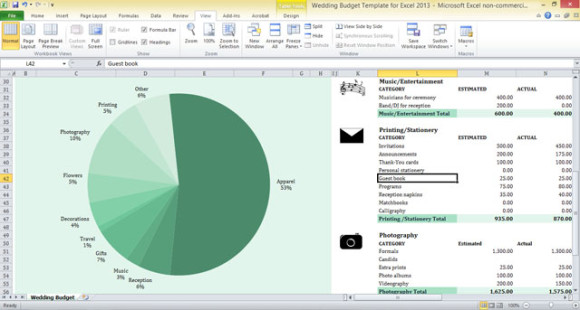 Wedding Budget Template for Excel 2013 - Microsoft Excel non-commerci...
File Home Insert Page Layout Formulas Data Review View Add-Ins Acrobat Design
Normal Page Layout Page Break Preview Custom Views Full Screen
Ruler Formula Bar
Gridlines Headings
Zoom 100% Zoom to Selection
New Window Arrange All Freeze Panes
Split View Side by Side
Hide Synchronous Scrolling
Unhide Reset Window Position
Save Workspace Switch Windows Macros
Workbook Views Show Zoom Window Macros
L42 fx Guest book
B C D E F G H I J K L M N
Other 6%
Printing 3%
Photography 10%
Flowers 5%
Decorations 4%
Travel 1%
Gifts 7%
Music 3%
Reception 6%
Apparel 53%
Music/Entertainment
CATEGORY ESTIMATED ACTUAL
Musicians for ceremony 400.00 400.00
Band/DJ for reception 200.00 0.00
Music/Entertainment Total 600.00 400.00
Printing/Stationery
CATEGORY ESTIMATED ACTUAL
Invitations 500.00 450.00
Announcements 200.00 175.00
Thank-You cards 100.00 100.00
Personal stationery 0.00 0.00
42 Guest book 25.00 25.00
Programs 75.00 80.00
Reception napkins 35.00 40.00
Matchbooks 0.00 0.00
Calligraphy 0.00 0.00
Printing /Stationery Total 935.00 870.00
Photography
CATEGORY Estimated Actual
Formals 1,300.00 1,300.00
Candids
Extra prints 25.00 25.00
Photo albums 100.00 100.00
Videography 200.00 150.00
Photography Total 1,625.00 1,575.00
Wedding Budget
100%